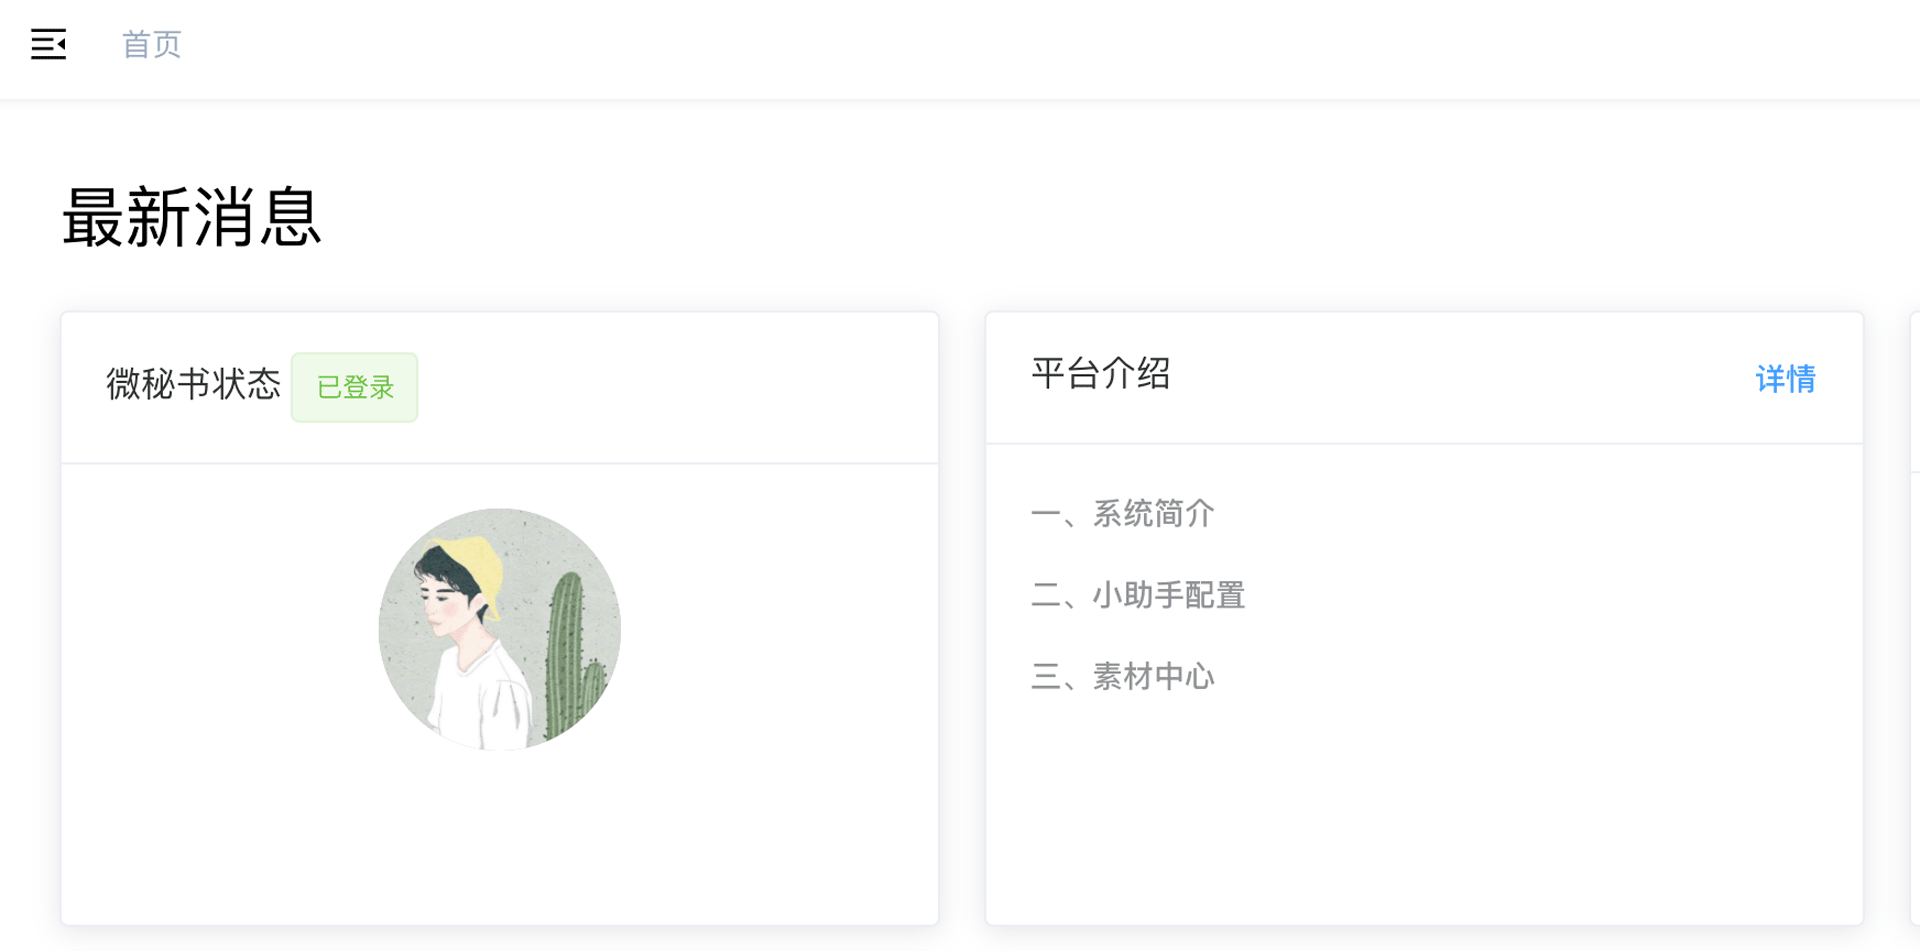 首页
最新消息
微秘书状态 已登录
平台介绍 详情
一、系统简介
二、小助手配置
三、素材中心